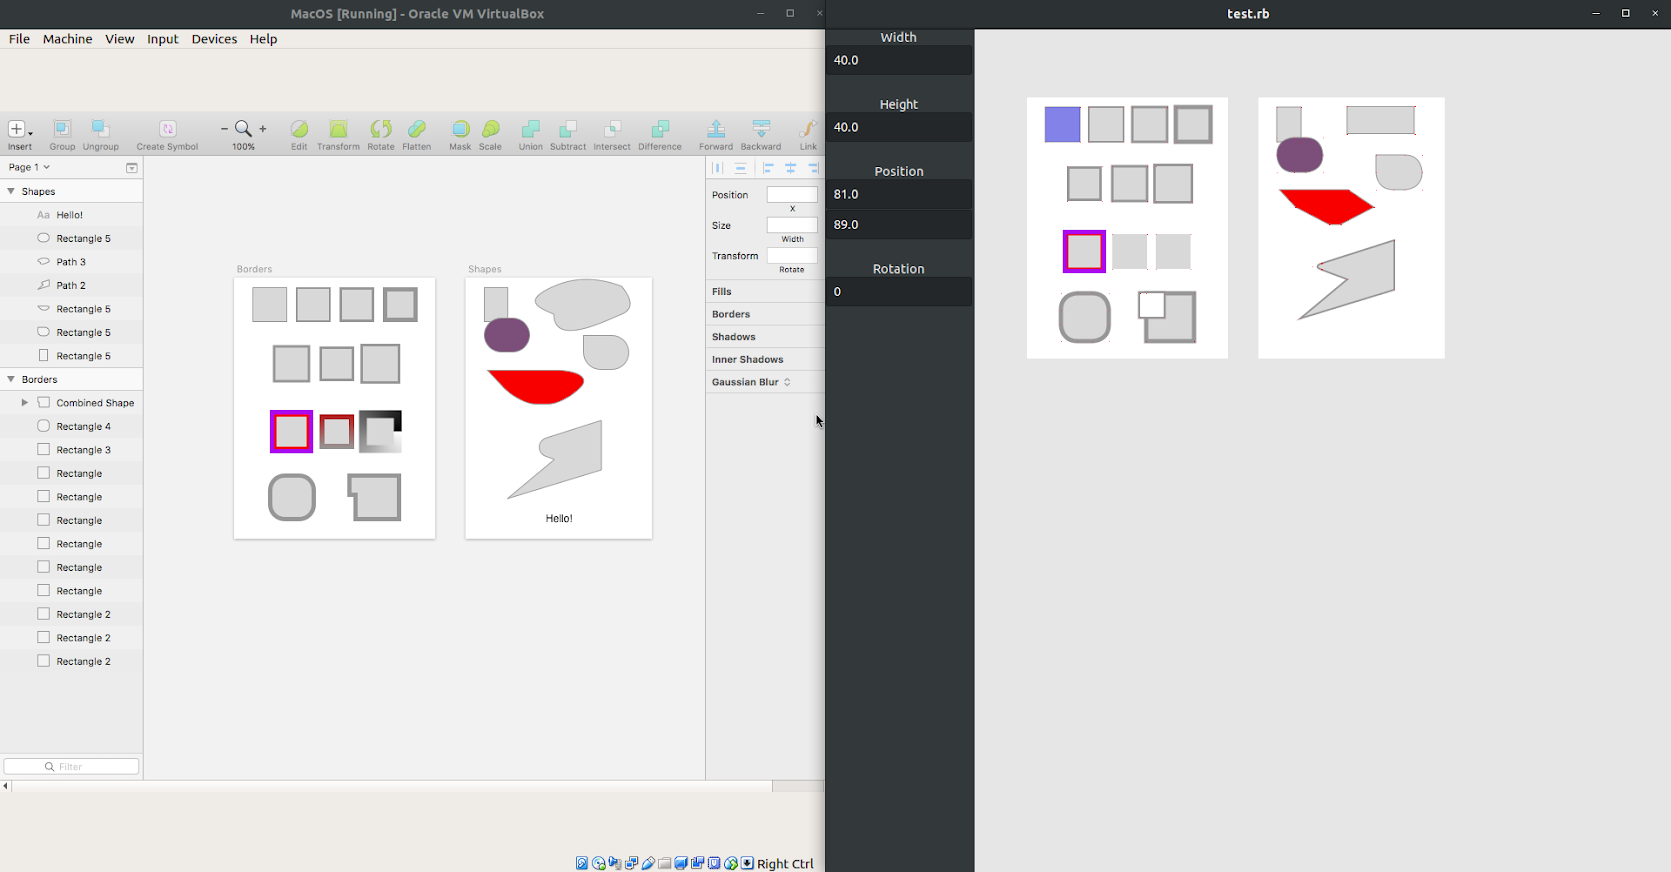 MacOS [Running] - Oracle VM VirtualBox
File Machine View Input Devices Help
Insert Group Ungroup Create Symbol 100% Edit Transform Rotate Flatten Mask Scale Union Subtract Intersect Difference Forward Backward Link
Page 1
Shapes
Aa Hello!
Rectangle 5
Path 3
Path 2
Rectangle 5
Rectangle 5
Rectangle 5
Borders
Combined Shape
Rectangle 4
Rectangle 3
Rectangle
Rectangle
Rectangle
Rectangle
Rectangle
Rectangle
Rectangle 2
Rectangle 2
Rectangle 2
Filter
Borders
Shapes
Hello!
Position
X
Size
Width
Transform
Rotate
Fills
Borders
Shadows
Inner Shadows
Gaussian Blur
Right Ctrl
test.rb
Width
40.0
Height
40.0
Position
81.0
89.0
Rotation
0